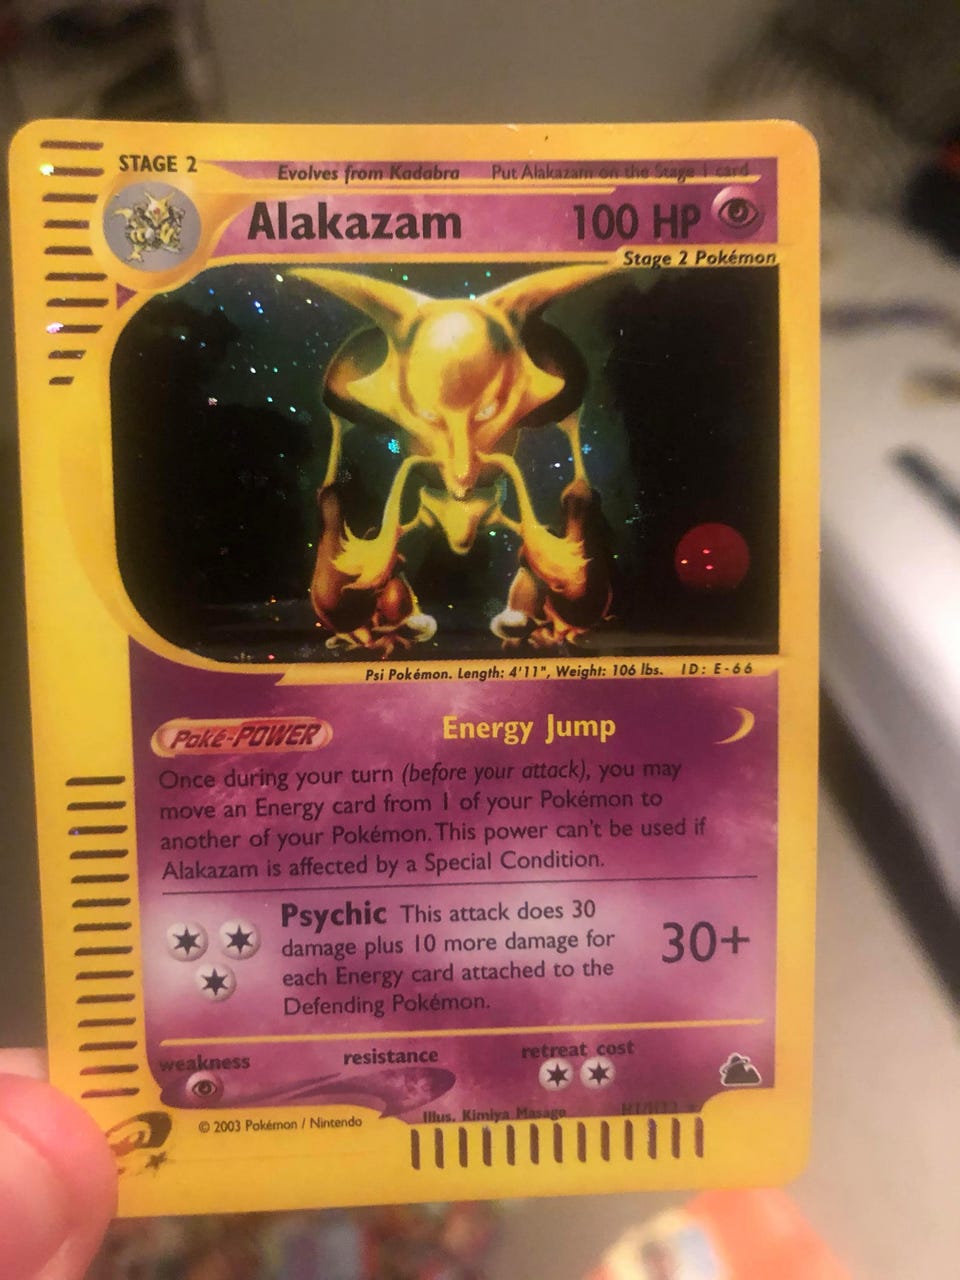 STAGE 2
Evolves from Kadabra Put Alakazam on the Stage 1 card
Alakazam 100 HP
Stage 2 Pokémon
Psi Pokémon. Length: 4'11", Weight: 106 lbs. ID: E-66
Poké-POWER Energy Jump
Once during your turn (before your attack), you may
move an Energy card from 1 of your Pokémon to
another of your Pokémon. This power can't be used if
Alakazam is affected by a Special Condition.
Psychic This attack does 30
damage plus 10 more damage for
each Energy card attached to the
Defending Pokémon.
30+
weakness resistance retreat cost
© 2003 Pokémon / Nintendo
Illus. Kimiya Masago